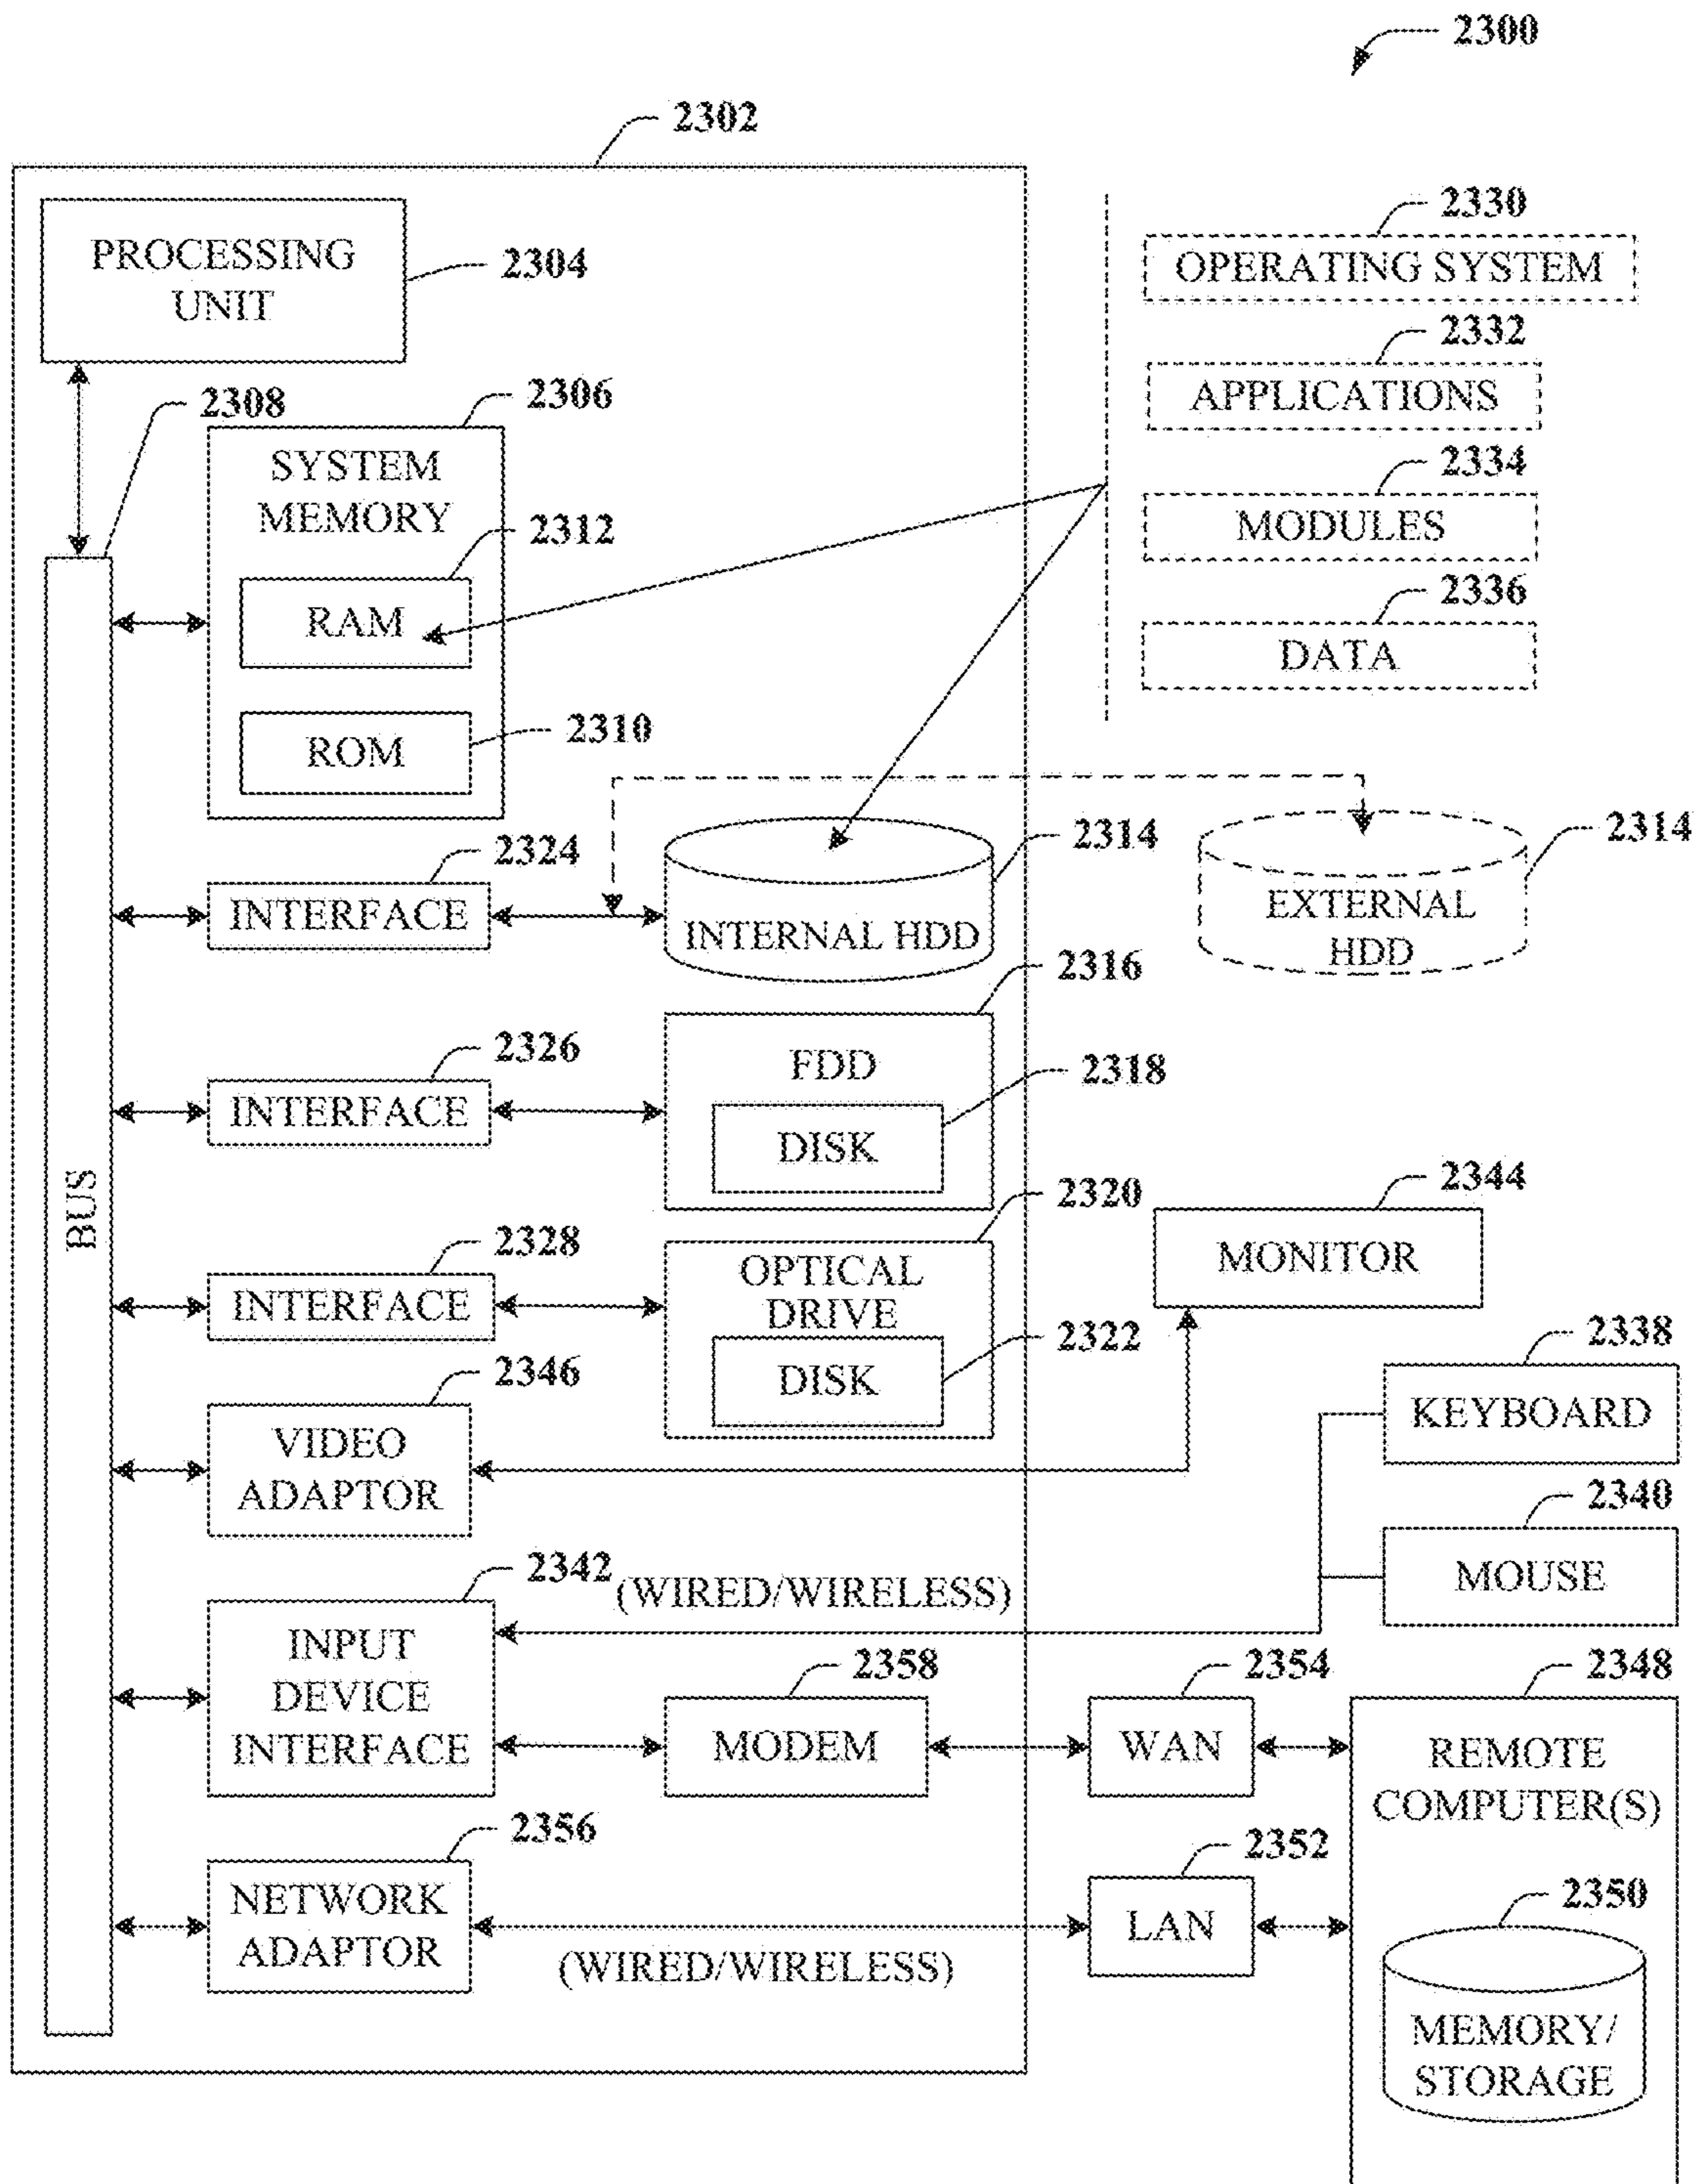 2300
2302
PROCESSING
UNIT
2304
2330
OPERATING SYSTEM
2332
APPLICATIONS
2334
MODULES
2336
DATA
2308
2306
SYSTEM
MEMORY
2312
RAM
2310
ROM
2324
INTERFACE
2314
INTERNAL HDD
2314
EXTERNAL
HDD
2316
FDD
2318
DISK
2326
INTERFACE
BUS
2320
OPTICAL
DRIVE
2322
DISK
2328
INTERFACE
2344
MONITOR
2346
VIDEO
ADAPTOR
2338
KEYBOARD
2340
MOUSE
2342
(WIRED/WIRELESS)
INPUT
DEVICE
INTERFACE
2358
MODEM
2354
WAN
2348
REMOTE
COMPUTER(S)
2356
NETWORK
ADAPTOR
(WIRED/WIRELESS)
2352
LAN
2350
MEMORY/
STORAGE